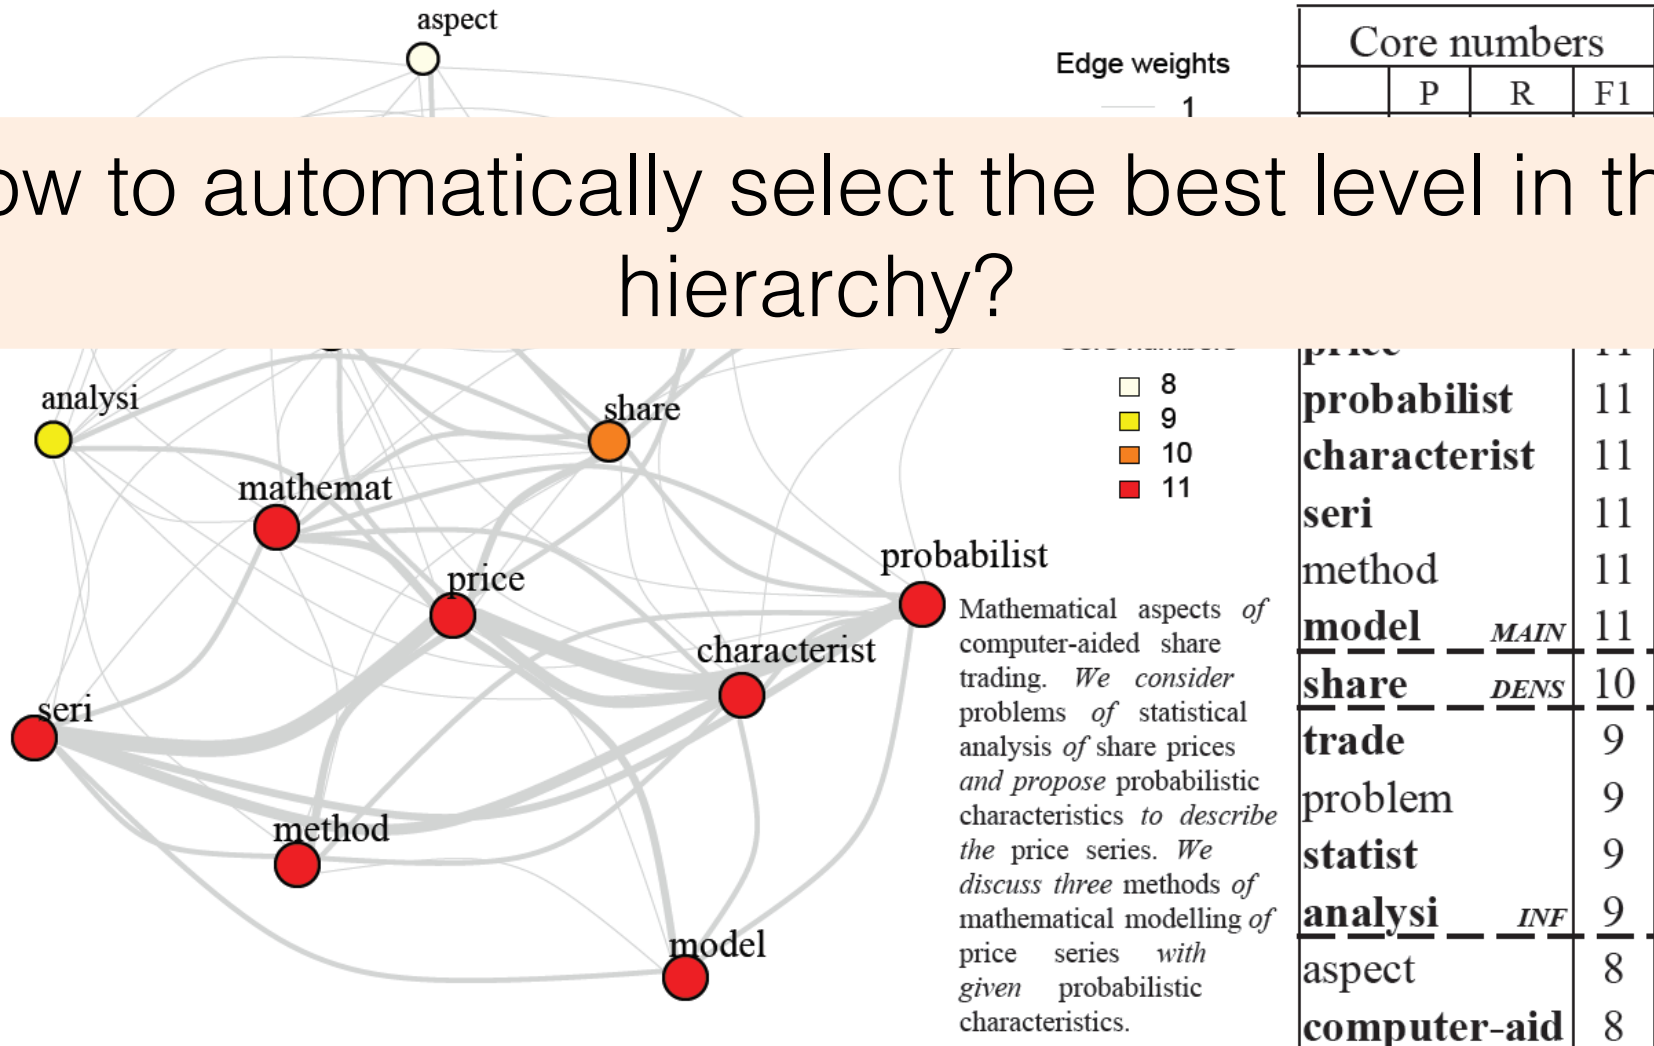 aspect
Edge weights
1
Core numbers
P R F1
to automatically select the best level in
hierarchy?
analysi
share
mathemat
price
probabilist
characterist
seri
method
model
8
9
10
11
Mathematical aspects of
computer-aided share
trading. We consider
problems of statistical
analysis of share prices
and propose probabilistic
characteristics to describe
the price series. We
discuss three methods of
mathematical modelling of
price series with
given probabilistic
characteristics.
price 11
probabilist 11
characterist 11
seri 11
method 11
model MAIN 11
share DENS 10
trade 9
problem 9
statist 9
analysi INF 9
aspect 8
computer-aid 8